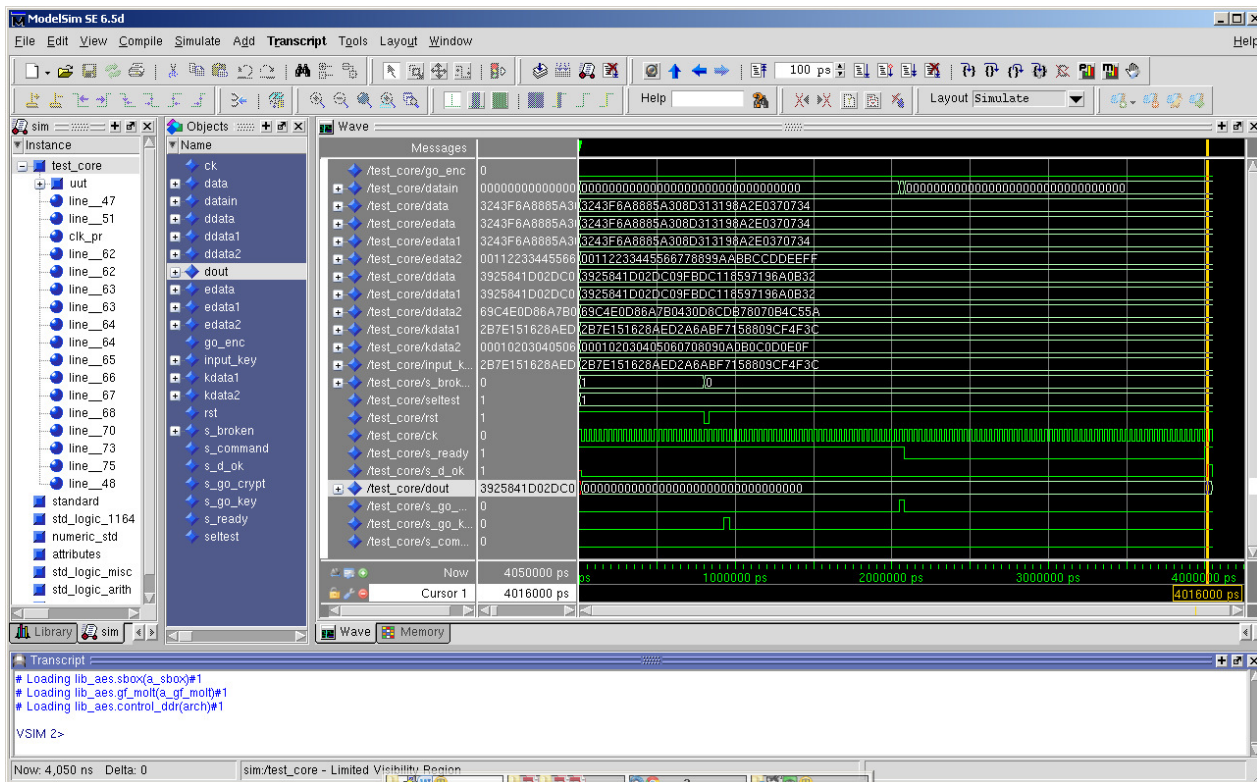 ModelSim SE 6.5d
File Edit View Compile Simulate Add Transcript Tools Layout Window Help
100 ps
Help Layout Simulate
sim
Instance
test_core
uut
line__47
line__51
clk_pr
line__62
line__62
line__63
line__63
line__64
line__64
line__65
line__66
line__67
line__68
line__70
line__73
line__75
line__48
standard
std_logic_1164
numeric_std
attributes
std_logic_misc
std_logic_arith
Library sim
Objects
Name
ck
data
datain
ddata
ddata1
ddata2
dout
edata
edata1
edata2
go_enc
input_key
kdata1
kdata2
rst
s_broken
s_command
s_d_ok
s_go_crypt
s_go_key
s_ready
seltest
Wave
Messages
/test_core/go_enc 0
/test_core/datain 00000000000000 00000000000000000000000000000000 00000000000000000000000000000000
/test_core/data 3243F6A8885A3 3243F6A8885A308D313198A2E0370734
/test_core/edata 3243F6A8885A3 3243F6A8885A308D313198A2E0370734
/test_core/edata1 3243F6A8885A3 3243F6A8885A308D313198A2E0370734
/test_core/edata2 0011223344556 00112233445566778899AABBCCDDEEFF
/test_core/ddata 3925841D02DC0 3925841D02DC09FBDC118597196A0B32
/test_core/ddata1 3925841D02DC0 3925841D02DC09FBDC118597196A0B32
/test_core/ddata2 69C4E0D86A7B0 69C4E0D86A7B0430D8CDB78070B4C55A
/test_core/kdata1 2B7E151628AED 2B7E151628AED2A6ABF7158809CF4F3C
/test_core/kdata2 0001020304050 000102030405060708090A0B0C0D0E0F
/test_core/input_k... 2B7E151628AED 2B7E151628AED2A6ABF7158809CF4F3C
/test_core/s_brok... 0 1 0
/test_core/seltest 1 1
/test_core/rst 1
/test_core/ck 0
/test_core/s_ready 1
/test_core/s_d_ok 1
/test_core/dout 3925841D02DC0 00000000000000000000000000000000
/test_core/s_go_... 0
/test_core/s_go_k... 0
/test_core/s_com... 0
Now 4050000 ps ps 1000000 ps 2000000 ps 3000000 ps 4000000 ps
Cursor 1 4016000 ps 4016000 ps
Wave Memory
Transcript
# Loading lib_aes.sbox(a_sbox)#1
# Loading lib_aes.gf_molt(a_gf_molt)#1
# Loading lib_aes.control_ddr(arch)#1
VSIM 2>
Now: 4,050 ns Delta: 0 sim:/test_core - Limited Visibility Region